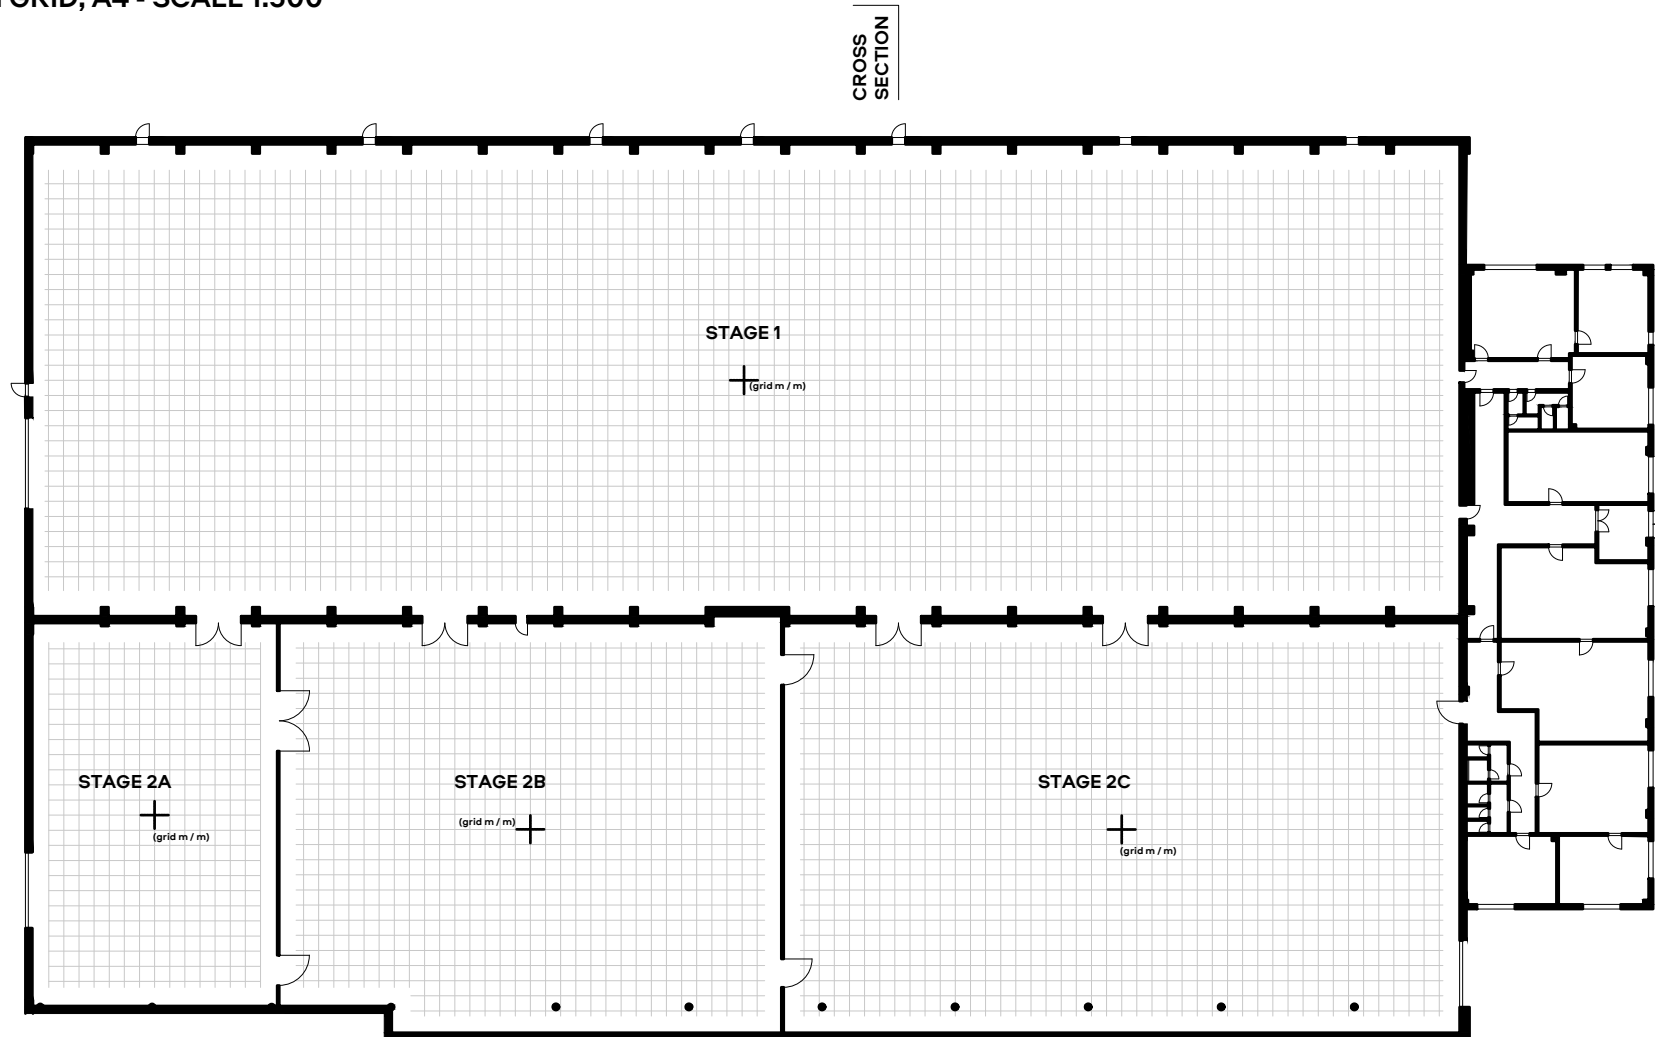 GRID, A4 - SCALE 1:500
CROSS
SECTION
STAGE 1
(grid m / m)
STAGE 2A
(grid m / m)
STAGE 2B
(grid m / m)
STAGE 2C
(grid m / m)